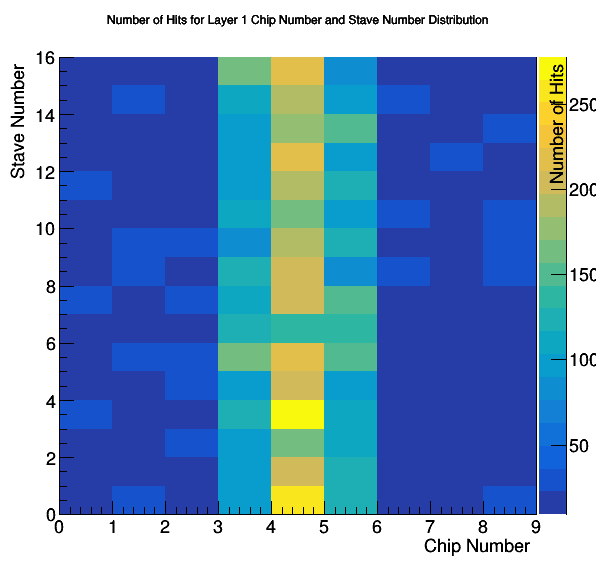 Number of Hits for Layer 1 Chip Number and Stave Number Distribution
Stave Number
16
14
12
10
8
6
4
2
0
0 1 2 3 4 5 6 7 8 9
Chip Number
Number of Hits
250
200
150
100
50